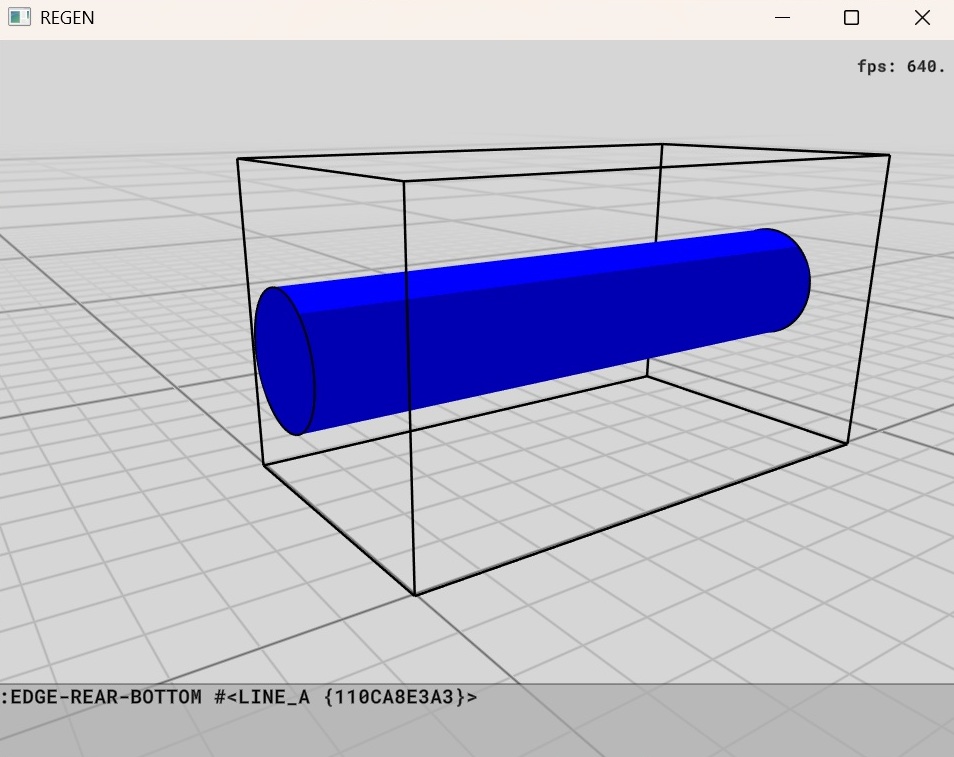 REGEN
fps: 640.
:EDGE-REAR-BOTTOM #<LINE_A {110CA8E3A3}>